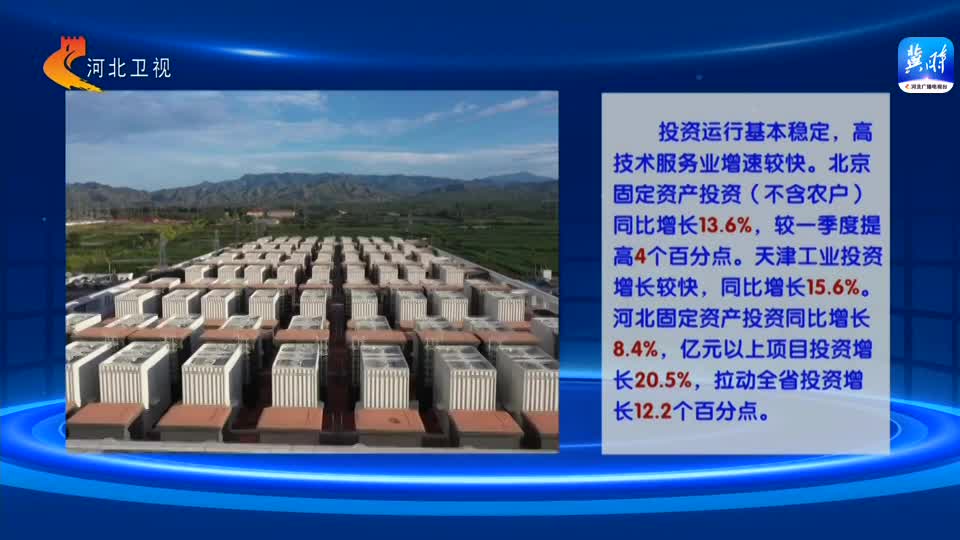 河北卫视
冀时
河北广播电视台
投资运行基本稳定，高
技术服务业增速较快。北京
固定资产投资（不含农户）
同比增长13.6%，较一季度提
高4个百分点。天津工业投资
增长较快，同比增长15.6%。
河北固定资产投资同比增长
8.4%，亿元以上项目投资增
长20.5%，拉动全省投资增
长12.2个百分点。